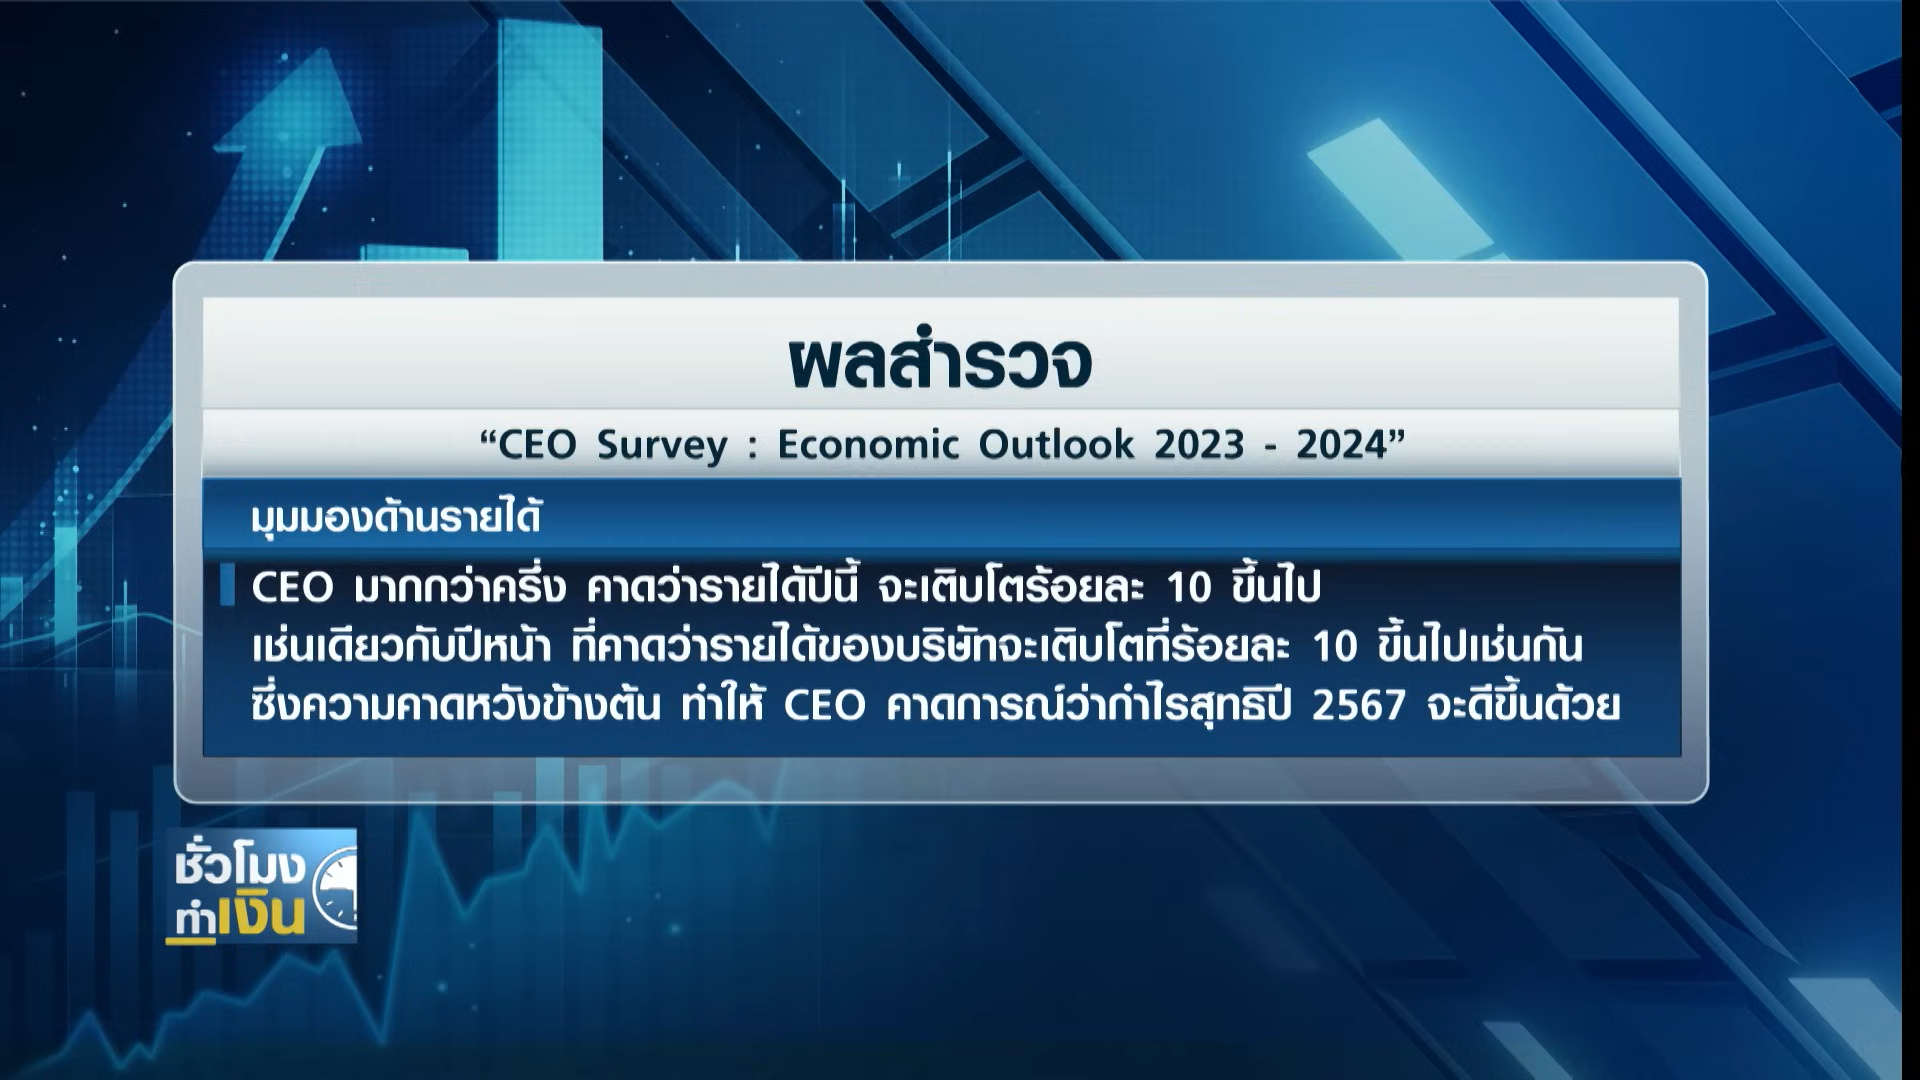 ผลสำรวจ
“CEO Survey : Economic Outlook 2023 - 2024”
มุมมองด้านรายได้
CEO มากกว่าครึ่ง คาดว่ารายได้ปีนี้ จะเติบโตร้อยละ 10 ขึ้นไป
เช่นเดียวกับปีหน้า ที่คาดว่ารายได้ของบริษัทจะเติบโตที่ร้อยละ 10 ขึ้นไปเช่นกัน
ซึ่งความคาดหวังข้างต้น ทำให้ CEO คาดการณ์ว่ากำไรสุทธิปี 2567 จะดีขึ้นด้วย
ชั่วโมง
ทำเงิน